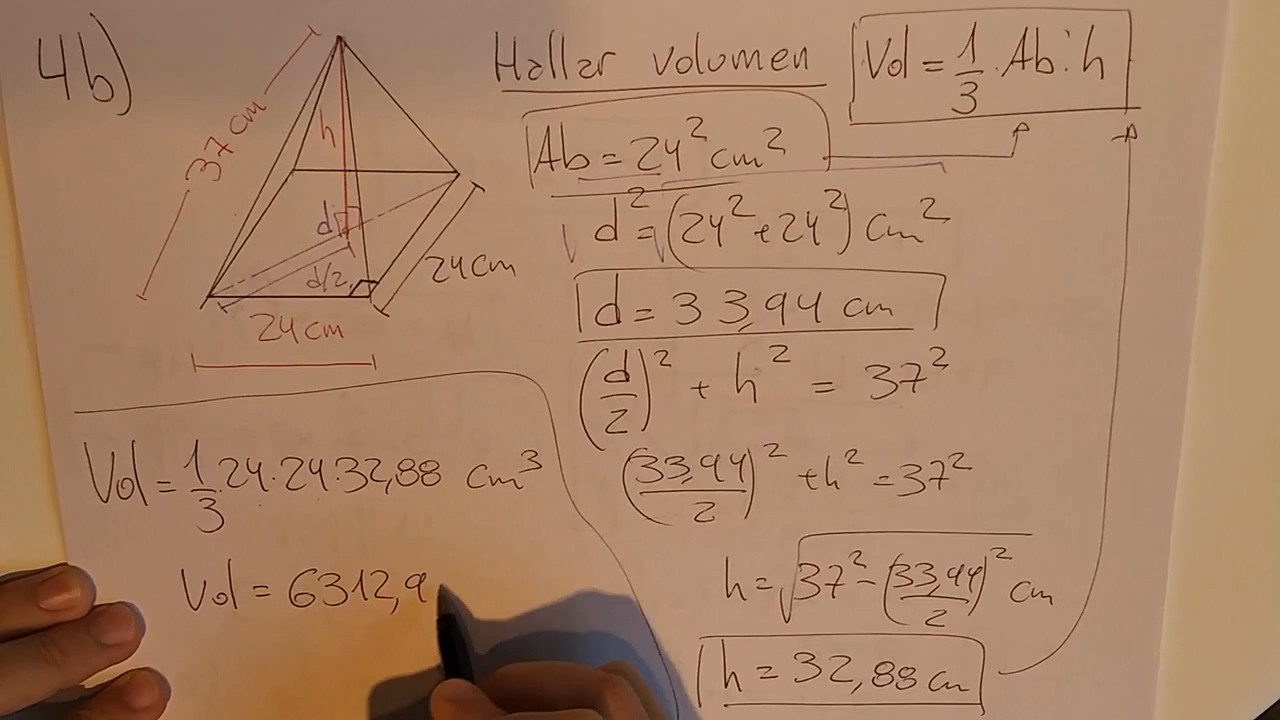 4b)
37 cm
h
d
d/2
24 cm
24 cm
Hallar volumen
Vol = 1/3 · Ab · h
Ab = 24² cm²
√d² = √(24² + 24²) cm²
d = 33,94 cm
(d/2)² + h² = 37²
(33,94/2)² + h² = 37²
h = √37² - (33,94/2)² cm
h = 32,88 cm
Vol = 1/3 · 24 · 24 · 32,88 cm³
Vol = 6312,9